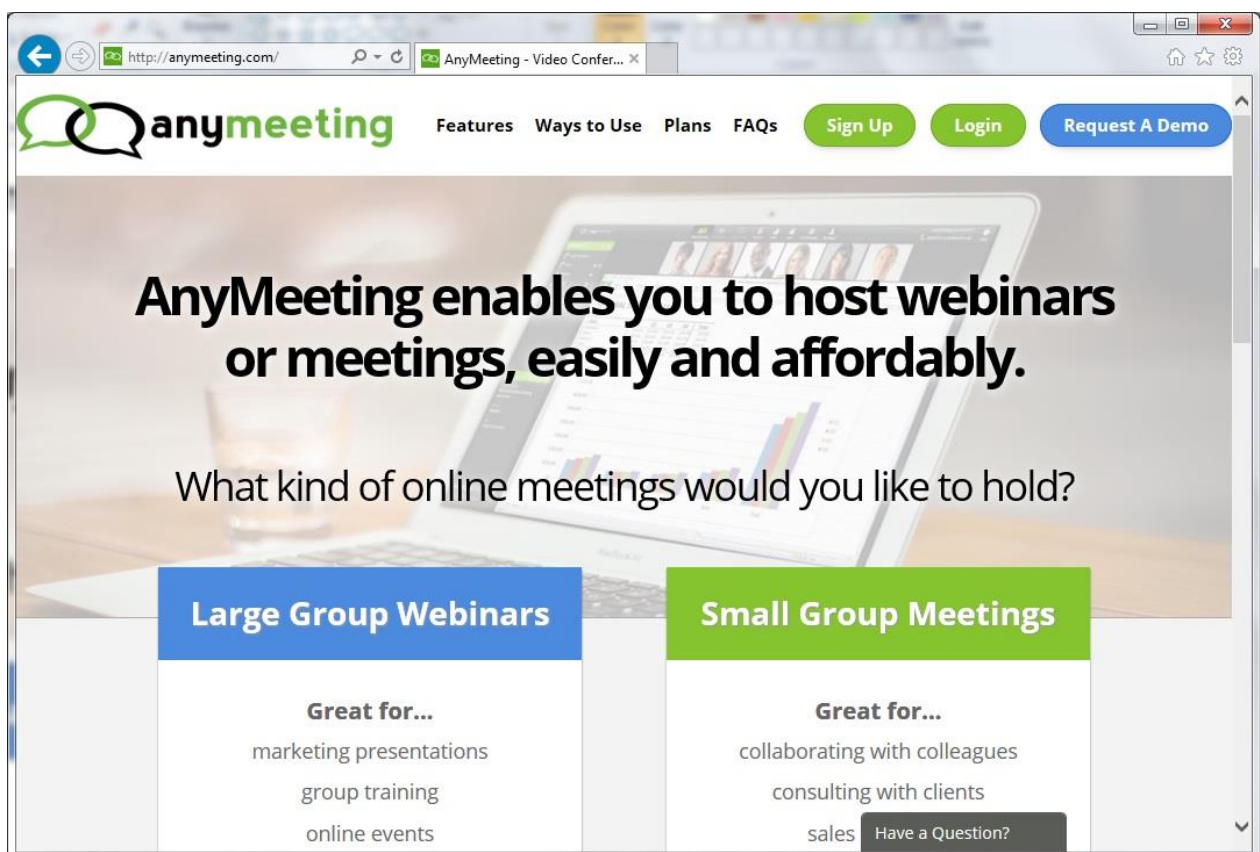 http://anymeeting.com/
AnyMeeting - Video Confer...
anymeeting
Features Ways to Use Plans FAQs Sign Up Login Request A Demo
AnyMeeting enables you to host webinars
or meetings, easily and affordably.
What kind of online meetings would you like to hold?
Large Group Webinars
Great for...
marketing presentations
group training
online events
Small Group Meetings
Great for...
collaborating with colleagues
consulting with clients
sales
Have a Question?